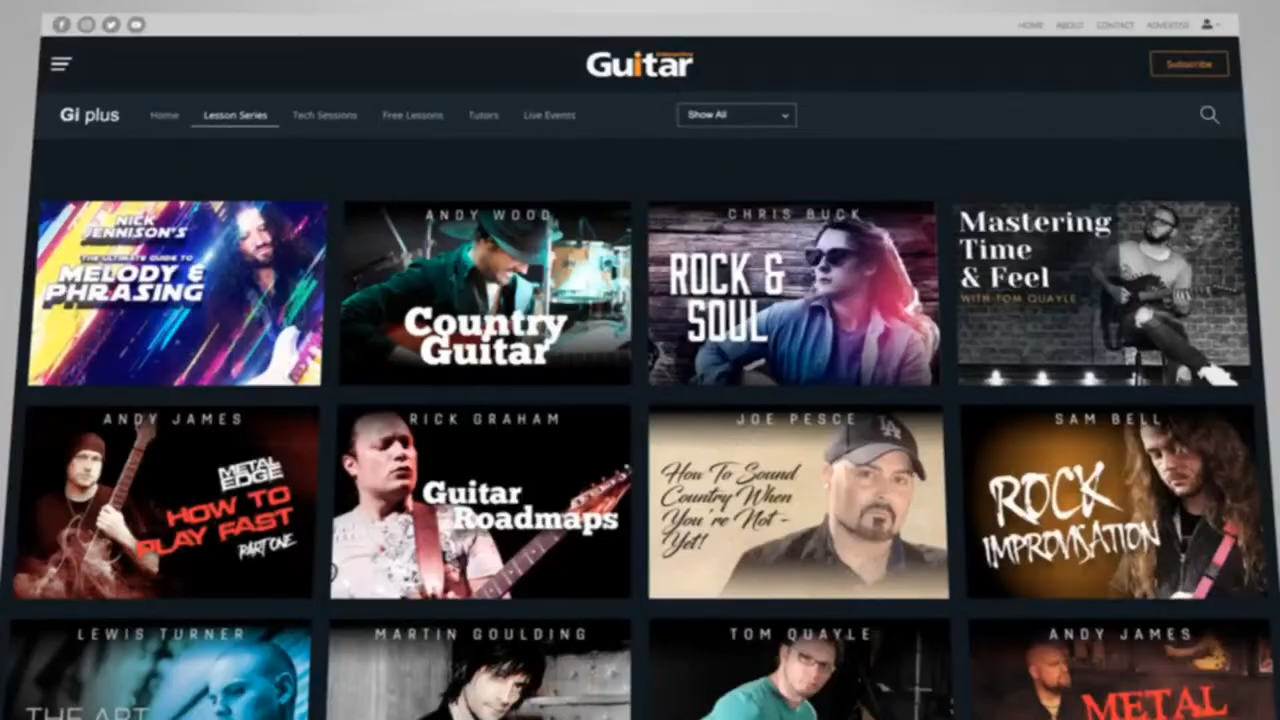 HOME ABOUT CONTACT ADVERTISE
Guitar
Subscribe
Gi plus Home Lesson Series Tech Sessions Free Lessons Tutors Live Events Show All
NICK
JENNISON'S
THE ULTIMATE GUIDE TO
MELODY &
PHRASING
ANDY WOOD
Country
Guitar
CHRIS BUCK
ROCK &
SOUL
Mastering
Time
& Feel
WITH TOM QUAYLE
ANDY JAMES
METAL
EDGE
HOW TO
PLAY FAST
PART ONE
RICK GRAHAM
Guitar
Roadmaps
JOE PESCE
How To Sound
Country When
You're Not -
Yet!
SAM BELL
ROCK
IMPROVISATION
LEWIS TURNER
THE ART
MARTIN GOULDING
TOM QUAYLE
ANDY JAMES
METAL